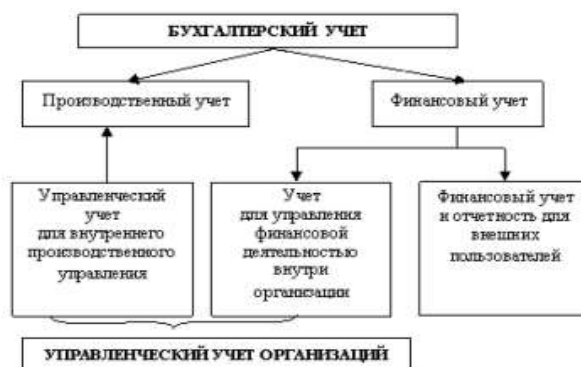 БУХГАЛТЕРСКИЙ УЧЕТ
Производственный учет
Финансовый учет
Управленческий
учет
для внутреннего
производственного
управления
Учет
для управления
финансовой
деятельностью
внутри
организации
Финансовый учет
и отчетность для
внешних
пользователей
УПРАВЛЕНЧЕСКИЙ УЧЕТ ОРГАНИЗАЦИЙ